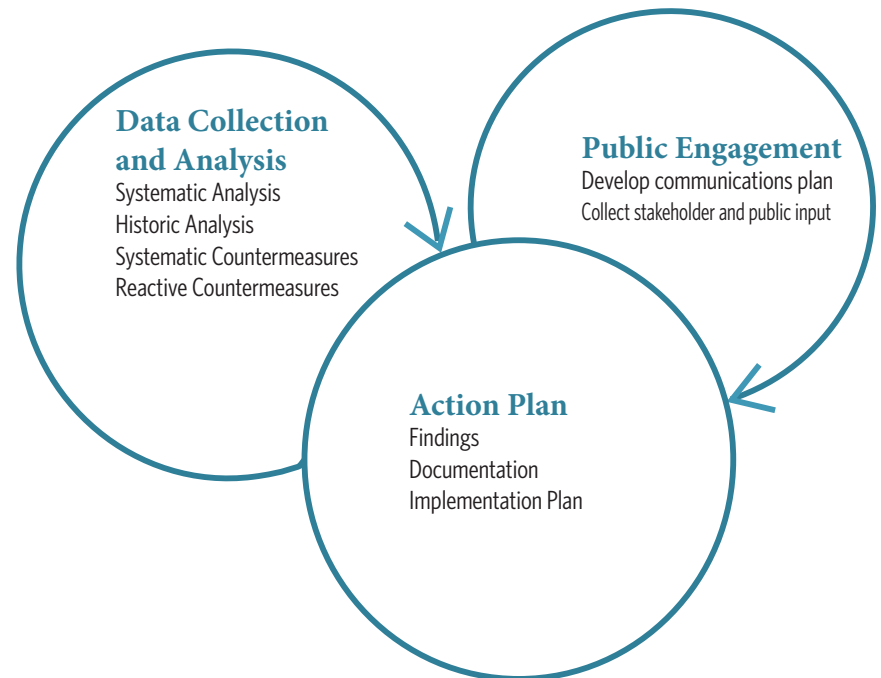 Data Collection
and Analysis
Systematic Analysis
Historic Analysis
Systematic Countermeasures
Reactive Countermeasures
Public Engagement
Develop communications plan
Collect stakeholder and public input
Action Plan
Findings
Documentation
Implementation Plan